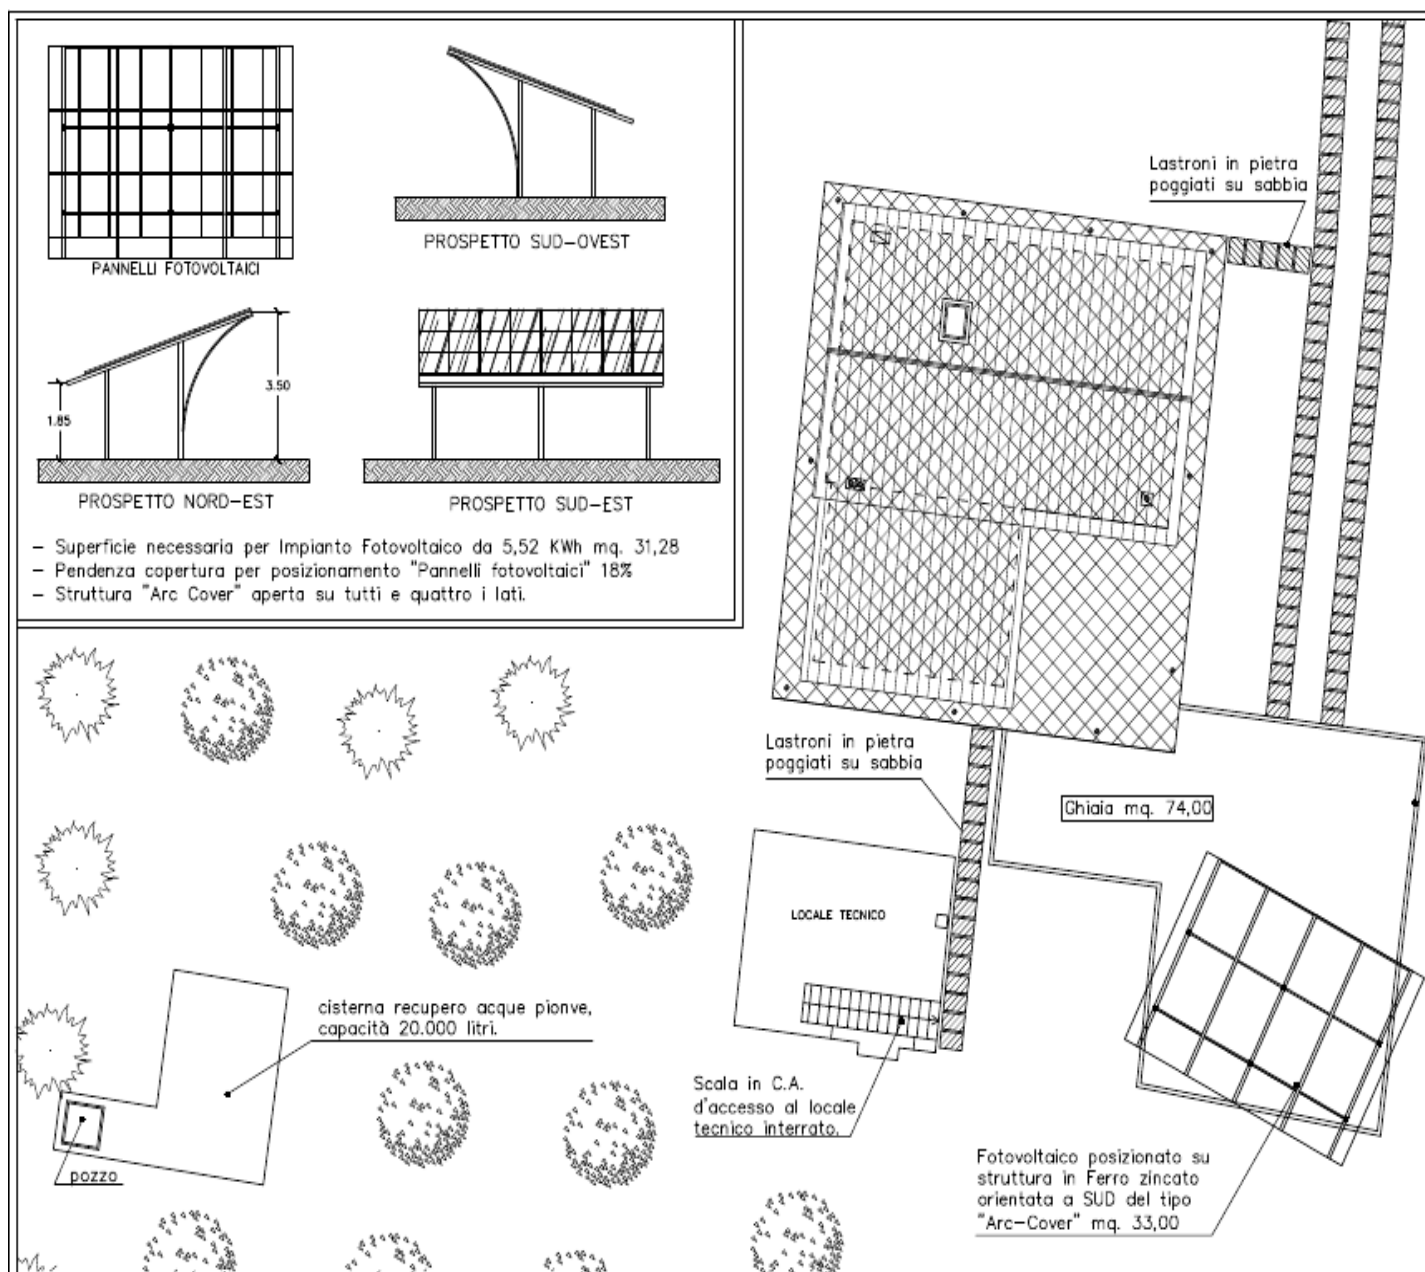 PANNELLI FOTOVOLTAICI
PROSPETTO SUD-OVEST
1.85
3.50
PROSPETTO NORD-EST
PROSPETTO SUD-EST
- Superficie necessaria per Impianto Fotovoltaico da 5,52 KWh mq. 31,28
- Pendenza copertura per posizionamento "Pannelli fotovoltaici" 18%
- Struttura "Arc Cover" aperta su tutti e quattro i lati.
Lastroni in pietra
poggiati su sabbia
Lastroni in pietra
poggiati su sabbia
Ghiaia mq. 74,00
LOCALE TECNICO
cisterna recupero acque pionve,
capacità 20.000 litri.
Scala in C.A.
d'accesso al locale
tecnico interrato.
pozzo
Fotovoltaico posizionato su
struttura in Ferro zincato
orientata a SUD del tipo
"Arc-Cover" mq. 33,00